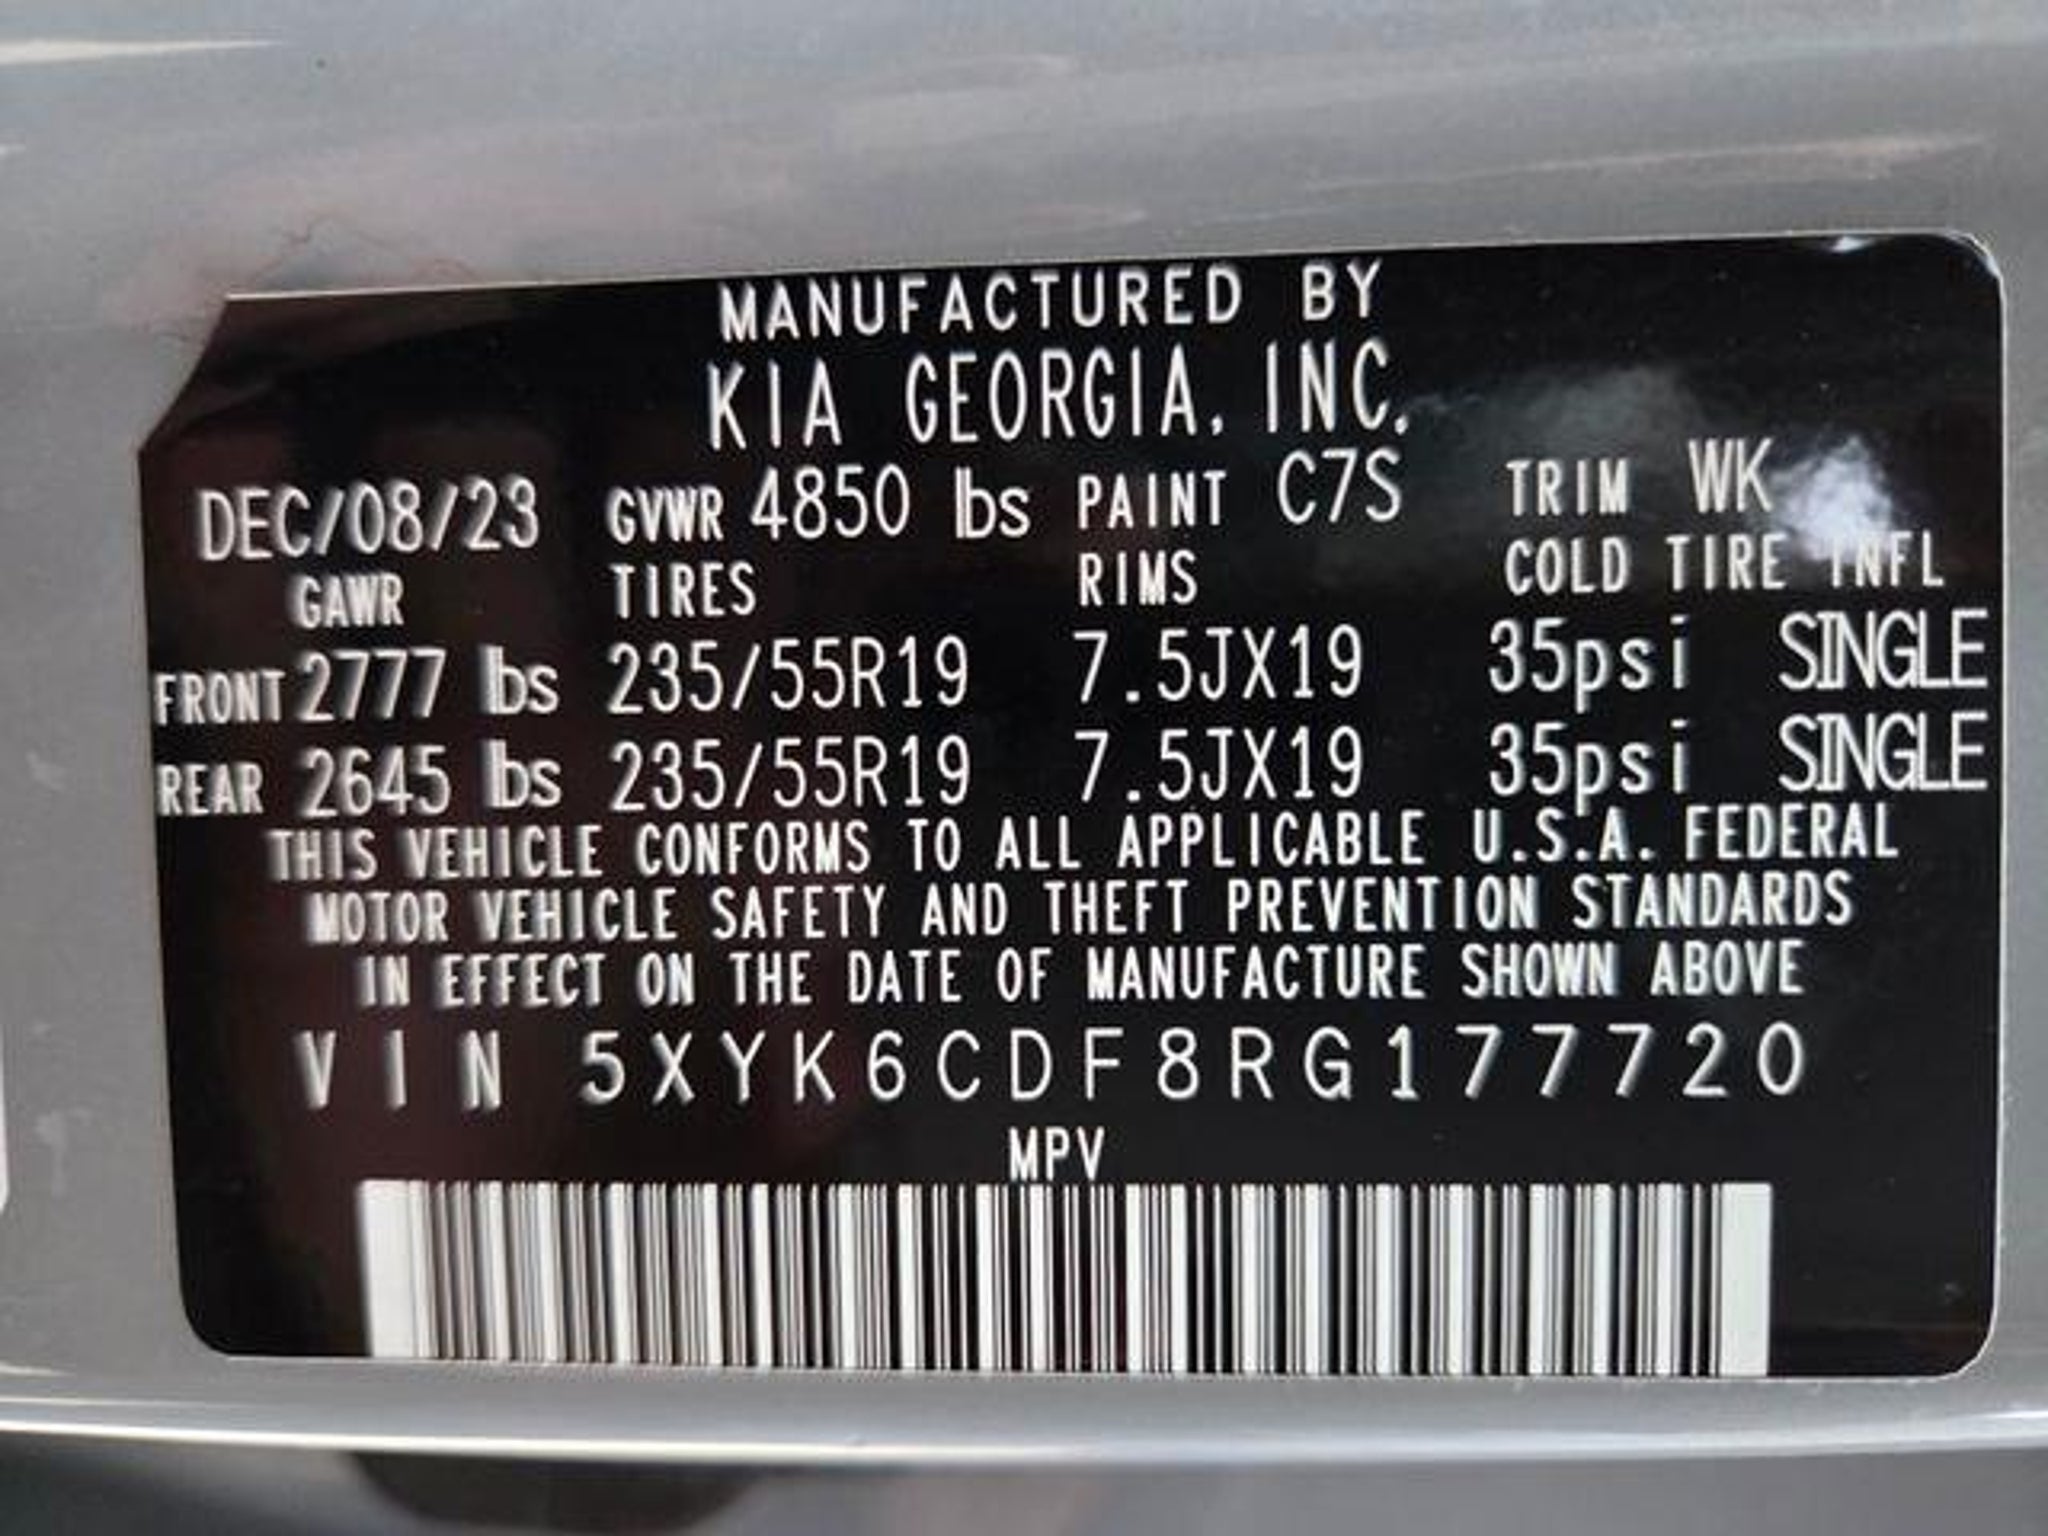 MANUFACTURED BY
KIA GEORGIA, INC.
DEC/08/23 GVWR 4850 lbs PAINT C7S TRIM WK
GAWR TIRES RIMS COLD TIRE INFL
FRONT 2777 lbs 235/55R19 7.5JX19 35psi SINGLE
REAR 2645 lbs 235/55R19 7.5JX19 35psi SINGLE
THIS VEHICLE CONFORMS TO ALL APPLICABLE U.S.A. FEDERAL
MOTOR VEHICLE SAFETY AND THEFT PREVENTION STANDARDS
IN EFFECT ON THE DATE OF MANUFACTURE SHOWN ABOVE
VIN 5XYK6CDF8RG177720
MPV